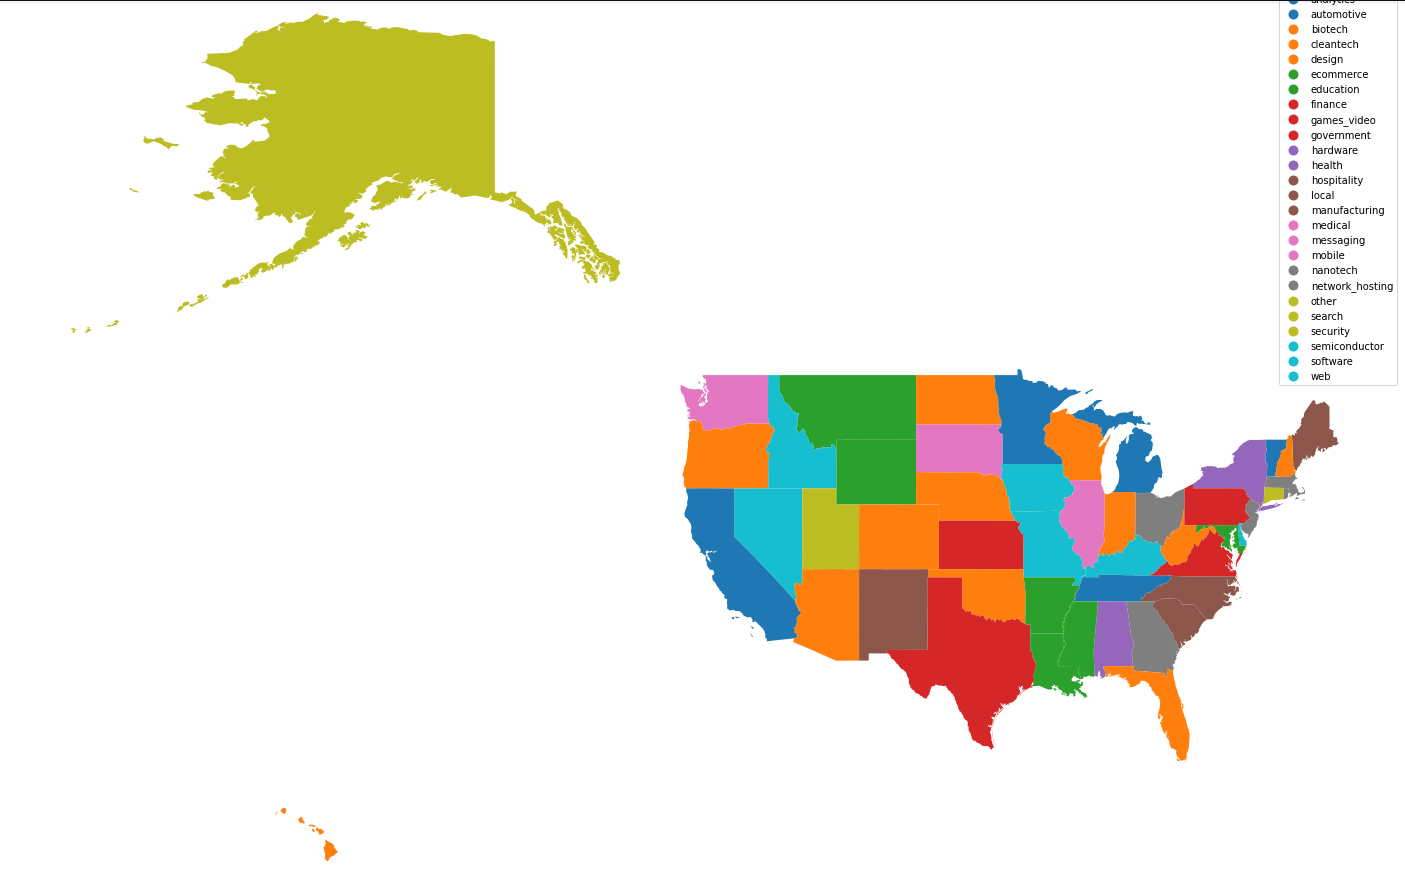 analytics
automotive
biotech
cleantech
design
ecommerce
education
finance
games_video
government
hardware
health
hospitality
local
manufacturing
medical
messaging
mobile
nanotech
network_hosting
other
search
security
semiconductor
software
web